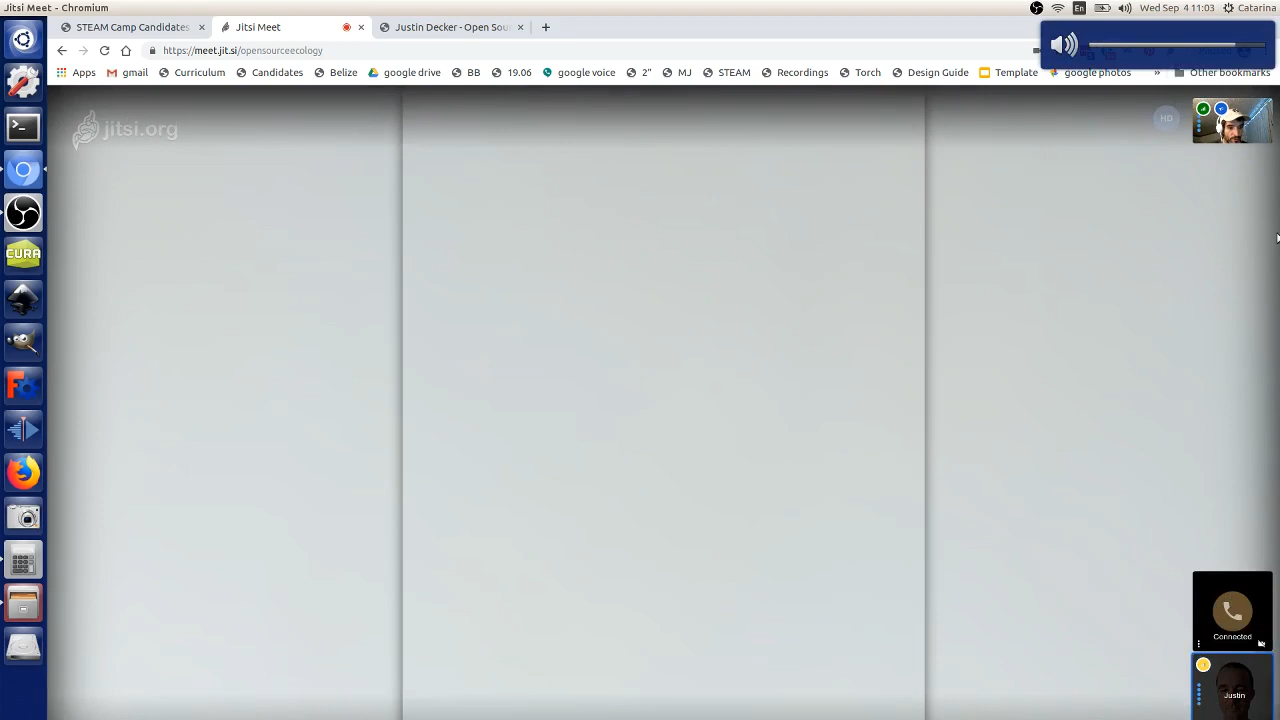 Jitsi Meet - Chromium
En
Wed Sep 4 11:03
Catarina
STEAM Camp Candidates
Jitsi Meet
Justin Denker - Open Sou
https://meet.jit.si/opensourceecology
Apps
gmail
Curriculum
Candidates
Belize
google drive
BB
19.06
google voice
2"
MJ
STEAM
Recordings
Torch
Design Guide
Template
google photos
»
Other bookmarks
jitsi.org
HD
CURA
Connected
Justin